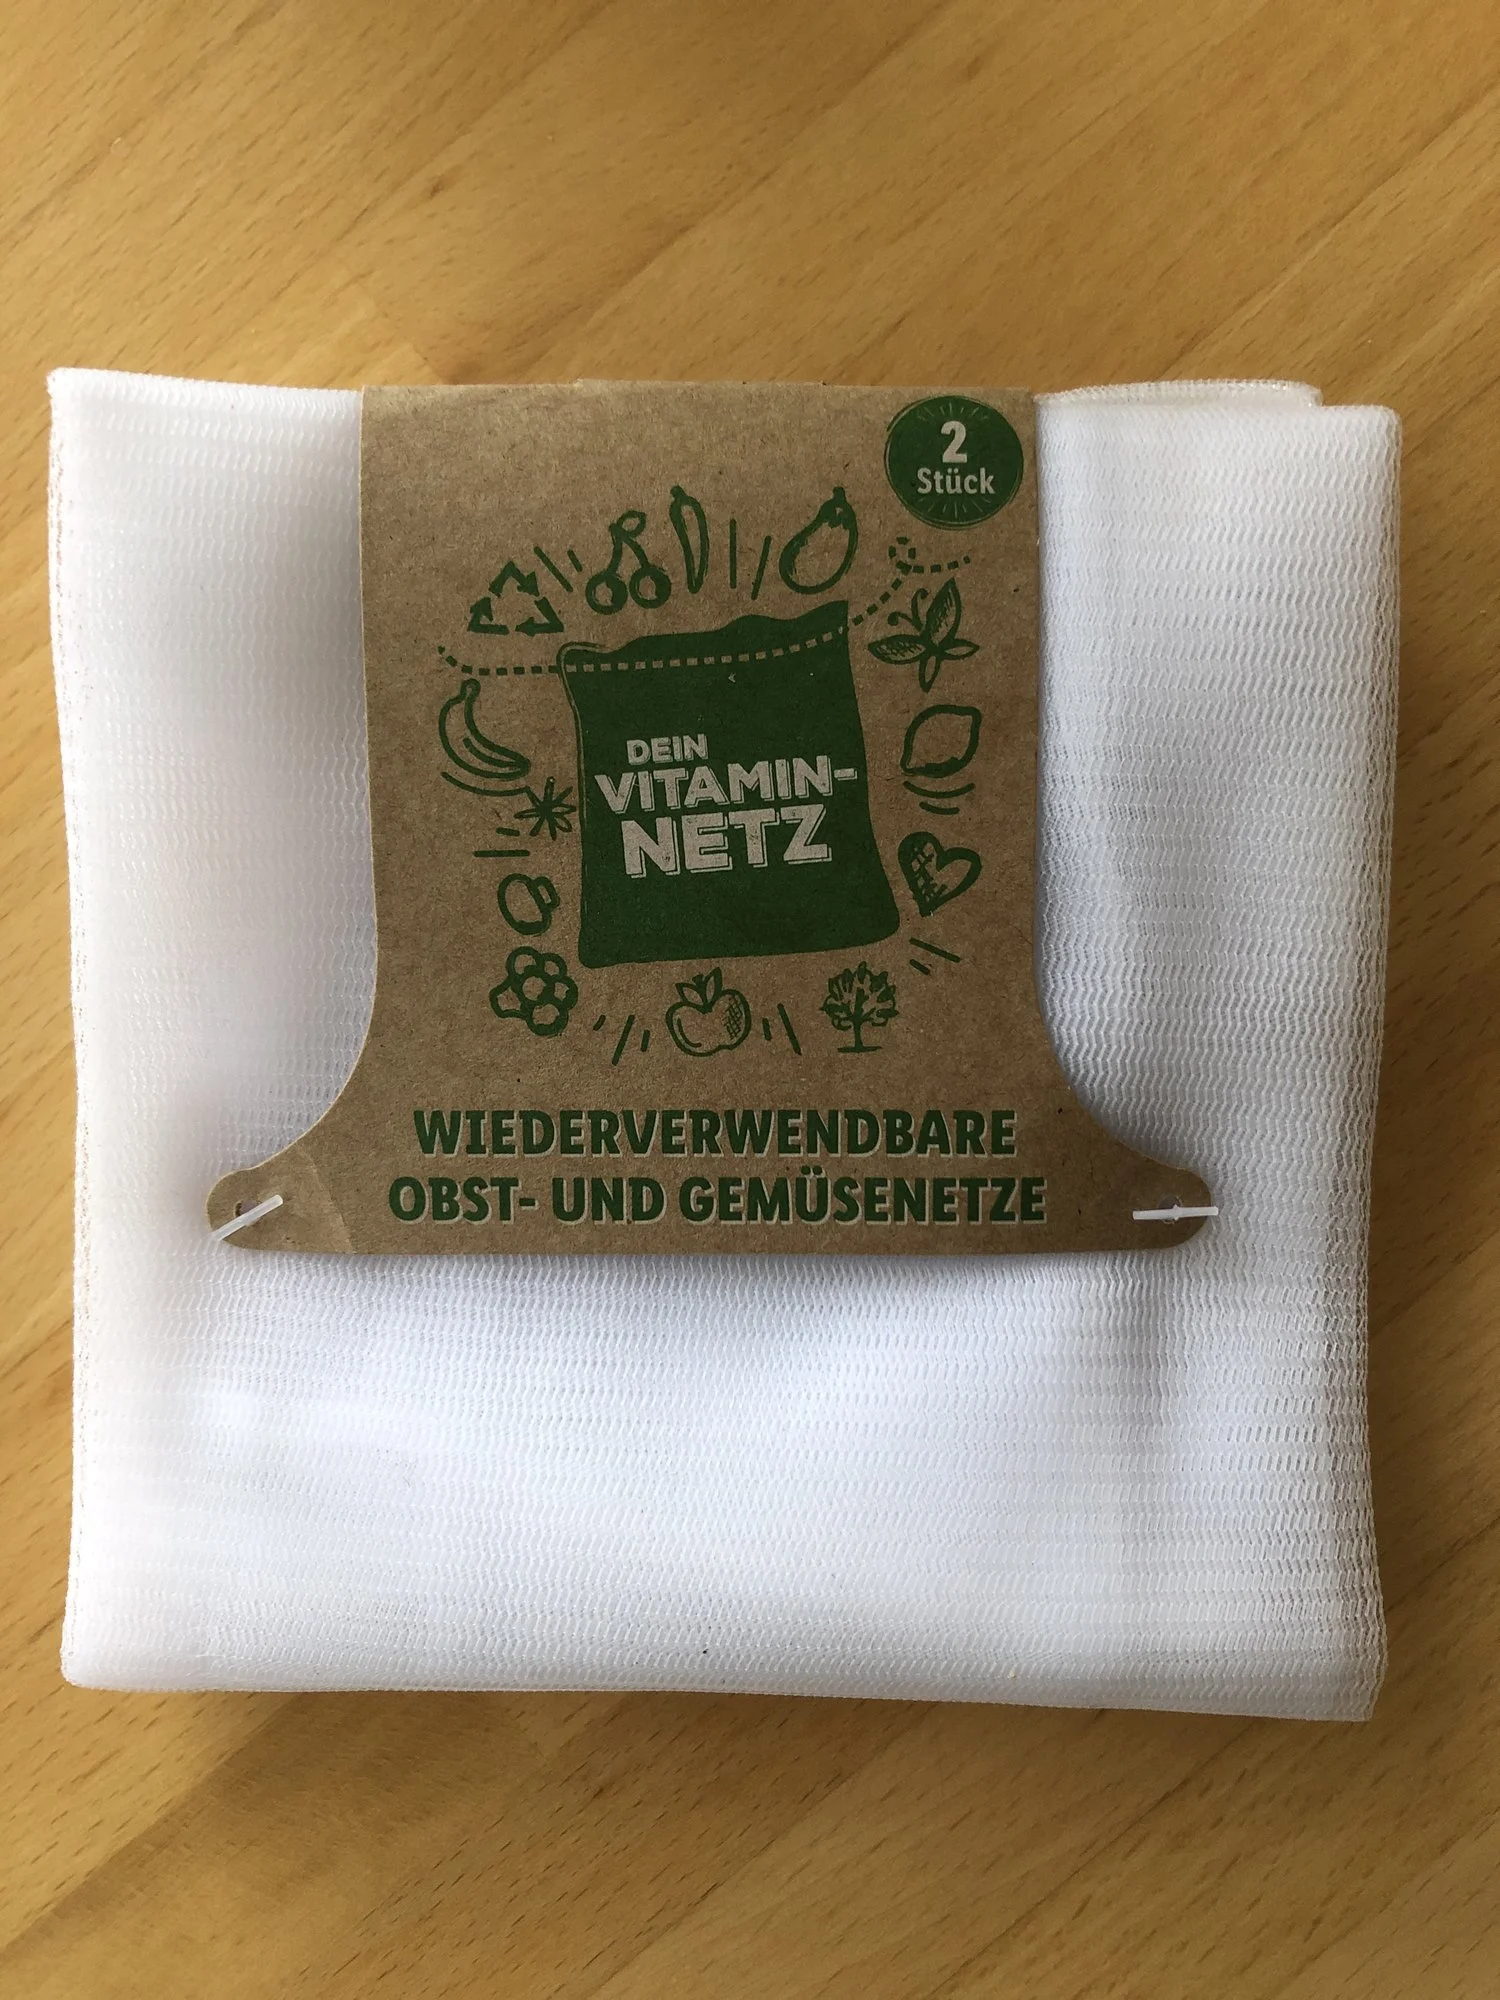 2
Stück
DEIN
VITAMIN-
NETZ
WIEDERVERWENDBARE
OBST- UND GEMÜSENETZE